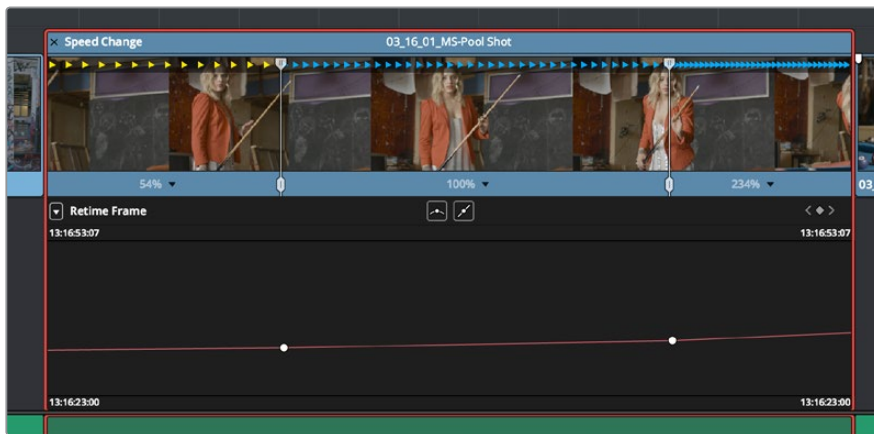 × Speed Change 03_16_01_MS-Pool Shot
54% 100% 234% 03_
Retime Frame
13:16:53:07 13:16:53:07
13:16:23:00 13:16:23:00